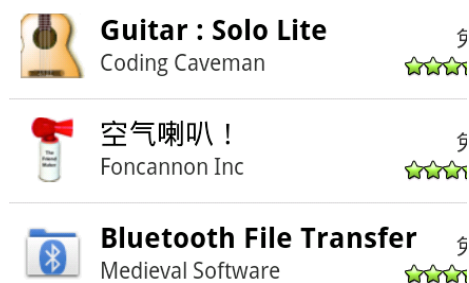 Guitar : Solo Lite
Coding Caveman
空气喇叭！
Foncannon Inc
Bluetooth File Transfer
Medieval Software